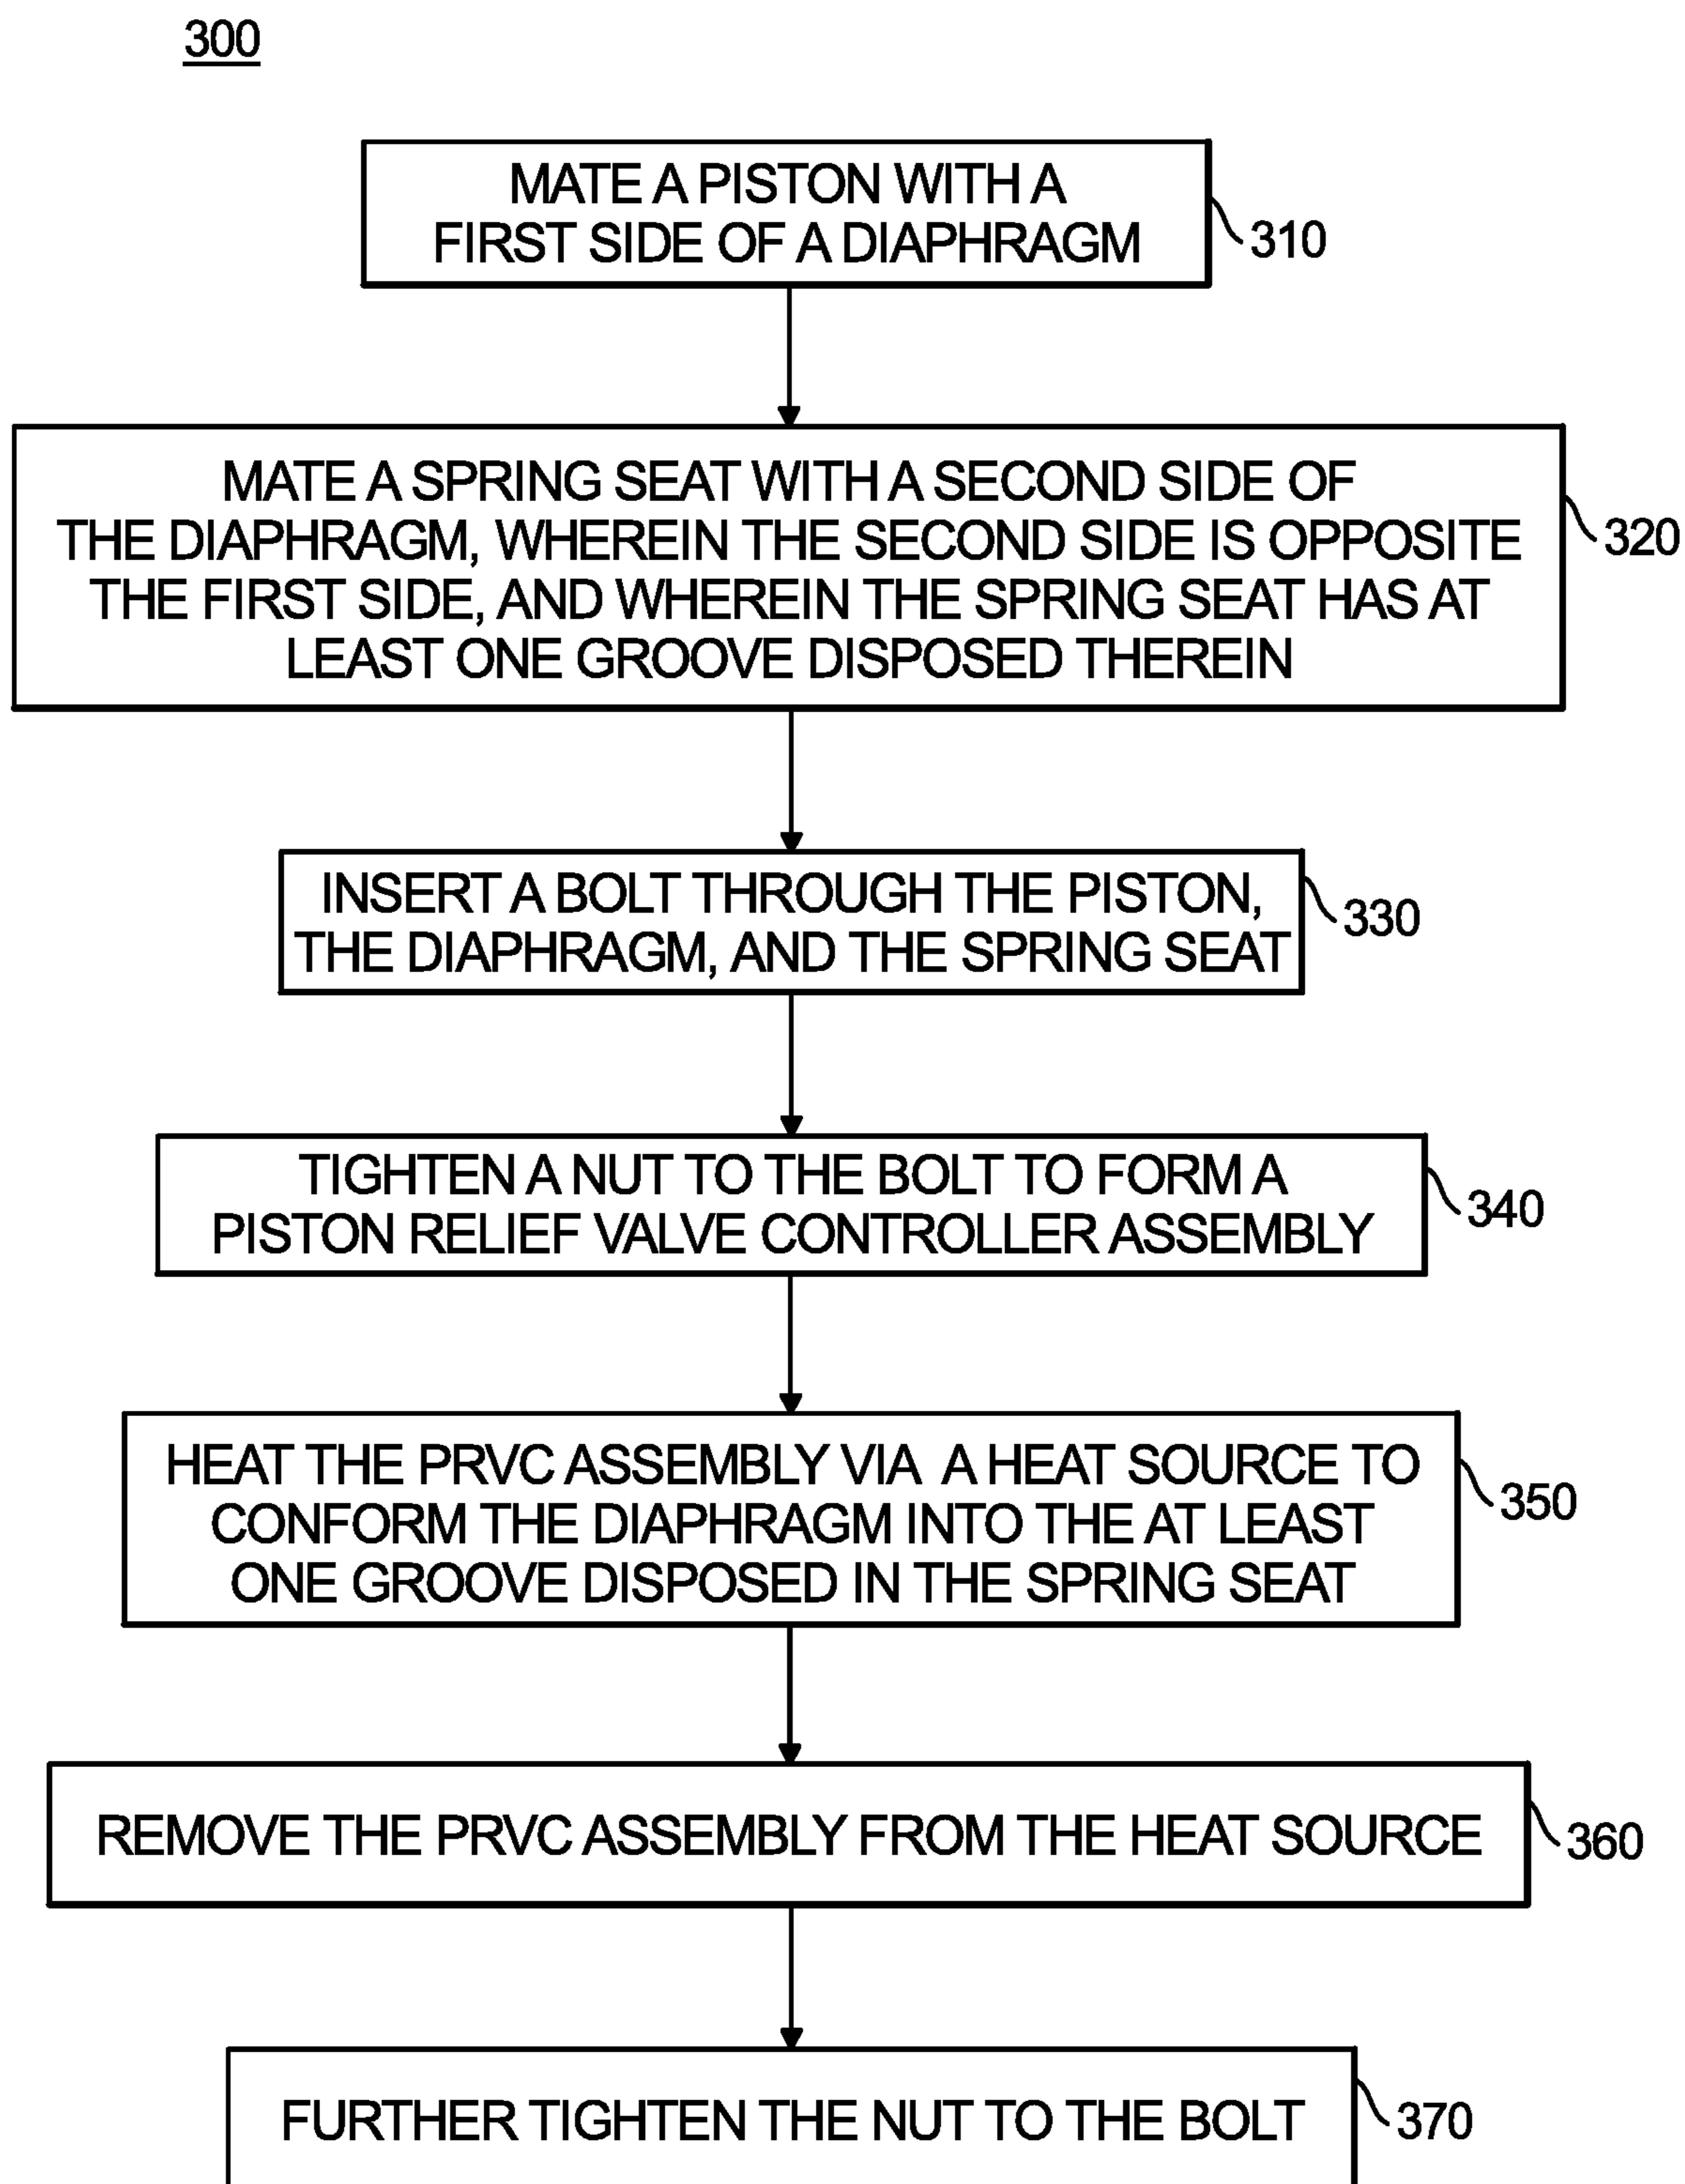 300
MATE A PISTON WITH A
FIRST SIDE OF A DIAPHRAGM
310
MATE A SPRING SEAT WITH A SECOND SIDE OF
THE DIAPHRAGM, WHEREIN THE SECOND SIDE IS OPPOSITE
THE FIRST SIDE, AND WHEREIN THE SPRING SEAT HAS AT
LEAST ONE GROOVE DISPOSED THEREIN
320
INSERT A BOLT THROUGH THE PISTON,
THE DIAPHRAGM, AND THE SPRING SEAT
330
TIGHTEN A NUT TO THE BOLT TO FORM A
PISTON RELIEF VALVE CONTROLLER ASSEMBLY
340
HEAT THE PRVC ASSEMBLY VIA A HEAT SOURCE TO
CONFORM THE DIAPHRAGM INTO THE AT LEAST
ONE GROOVE DISPOSED IN THE SPRING SEAT
350
REMOVE THE PRVC ASSEMBLY FROM THE HEAT SOURCE
360
FURTHER TIGHTEN THE NUT TO THE BOLT
370